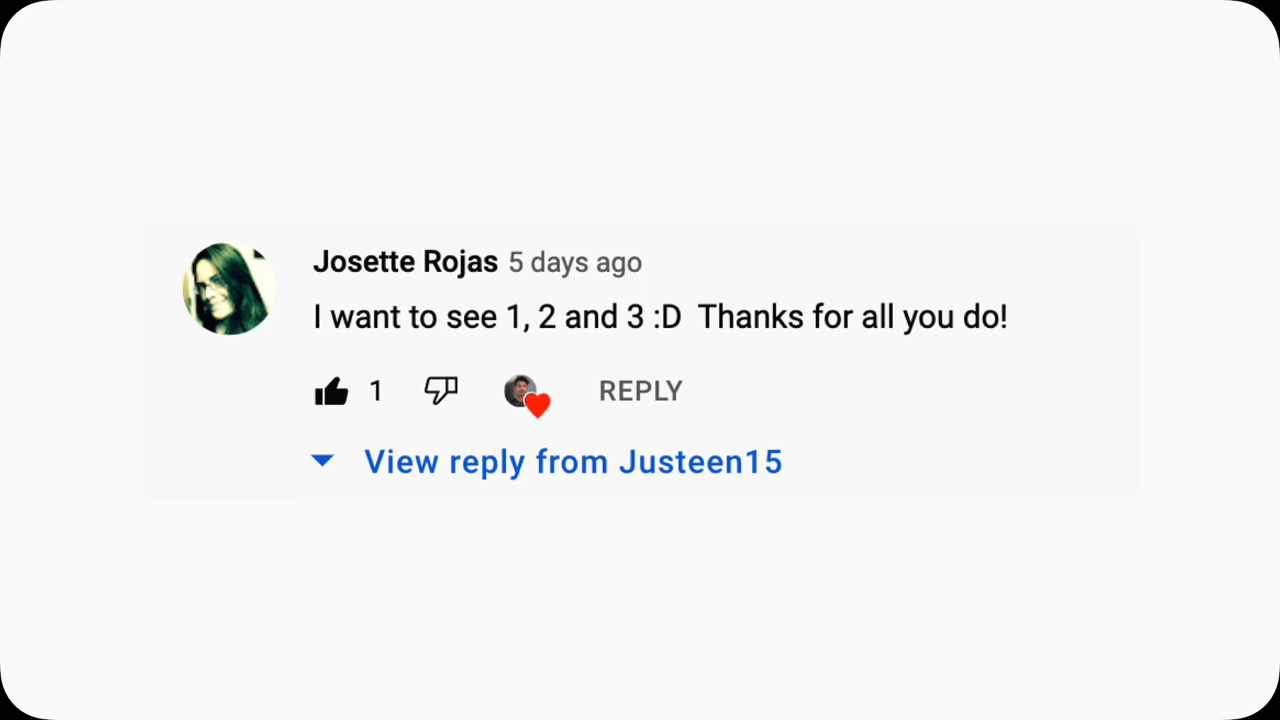 Josette Rojas 5 days ago
I want to see 1, 2 and 3 :D  Thanks for all you do!
1 REPLY
View reply from Justeen15